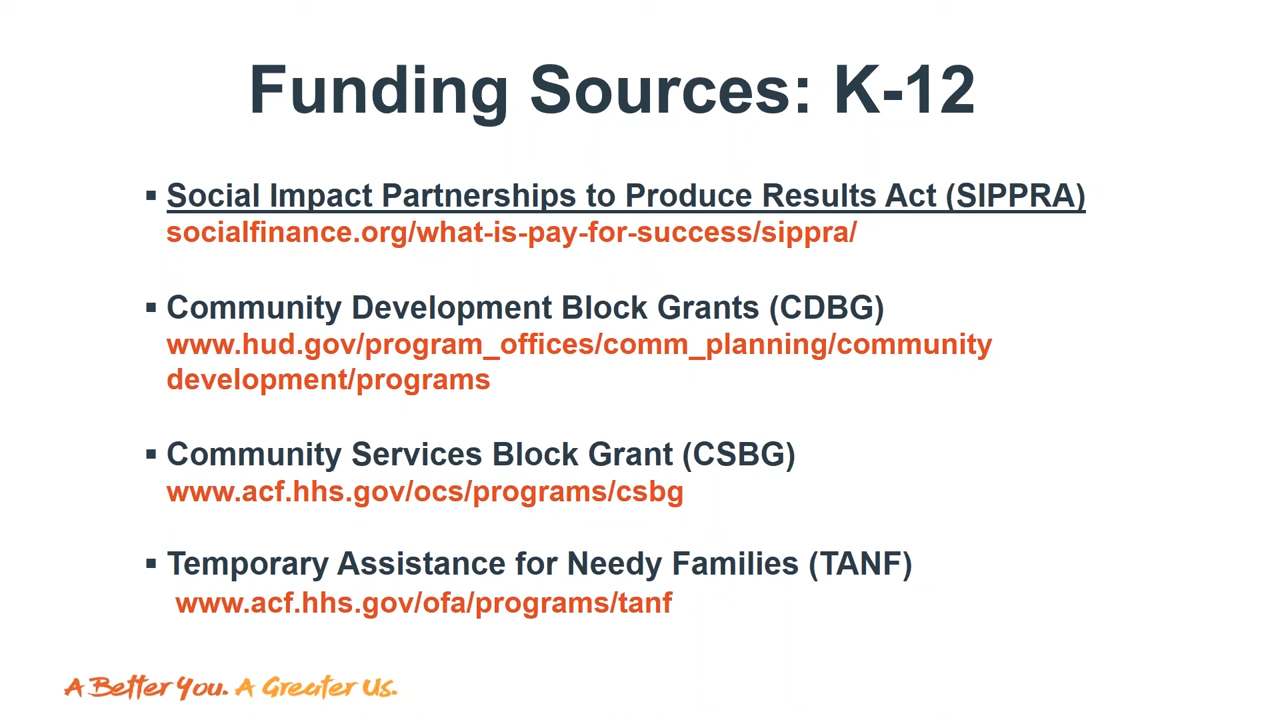 Funding Sources: K-12
▪ Social Impact Partnerships to Produce Results Act (SIPPRA)
socialfinance.org/what-is-pay-for-success/sippra/
▪ Community Development Block Grants (CDBG)
www.hud.gov/program_offices/comm_planning/community
development/programs
▪ Community Services Block Grant (CSBG)
www.acf.hhs.gov/ocs/programs/csbg
▪ Temporary Assistance for Needy Families (TANF)
www.acf.hhs.gov/ofa/programs/tanf
A Better You. A Greater Us.